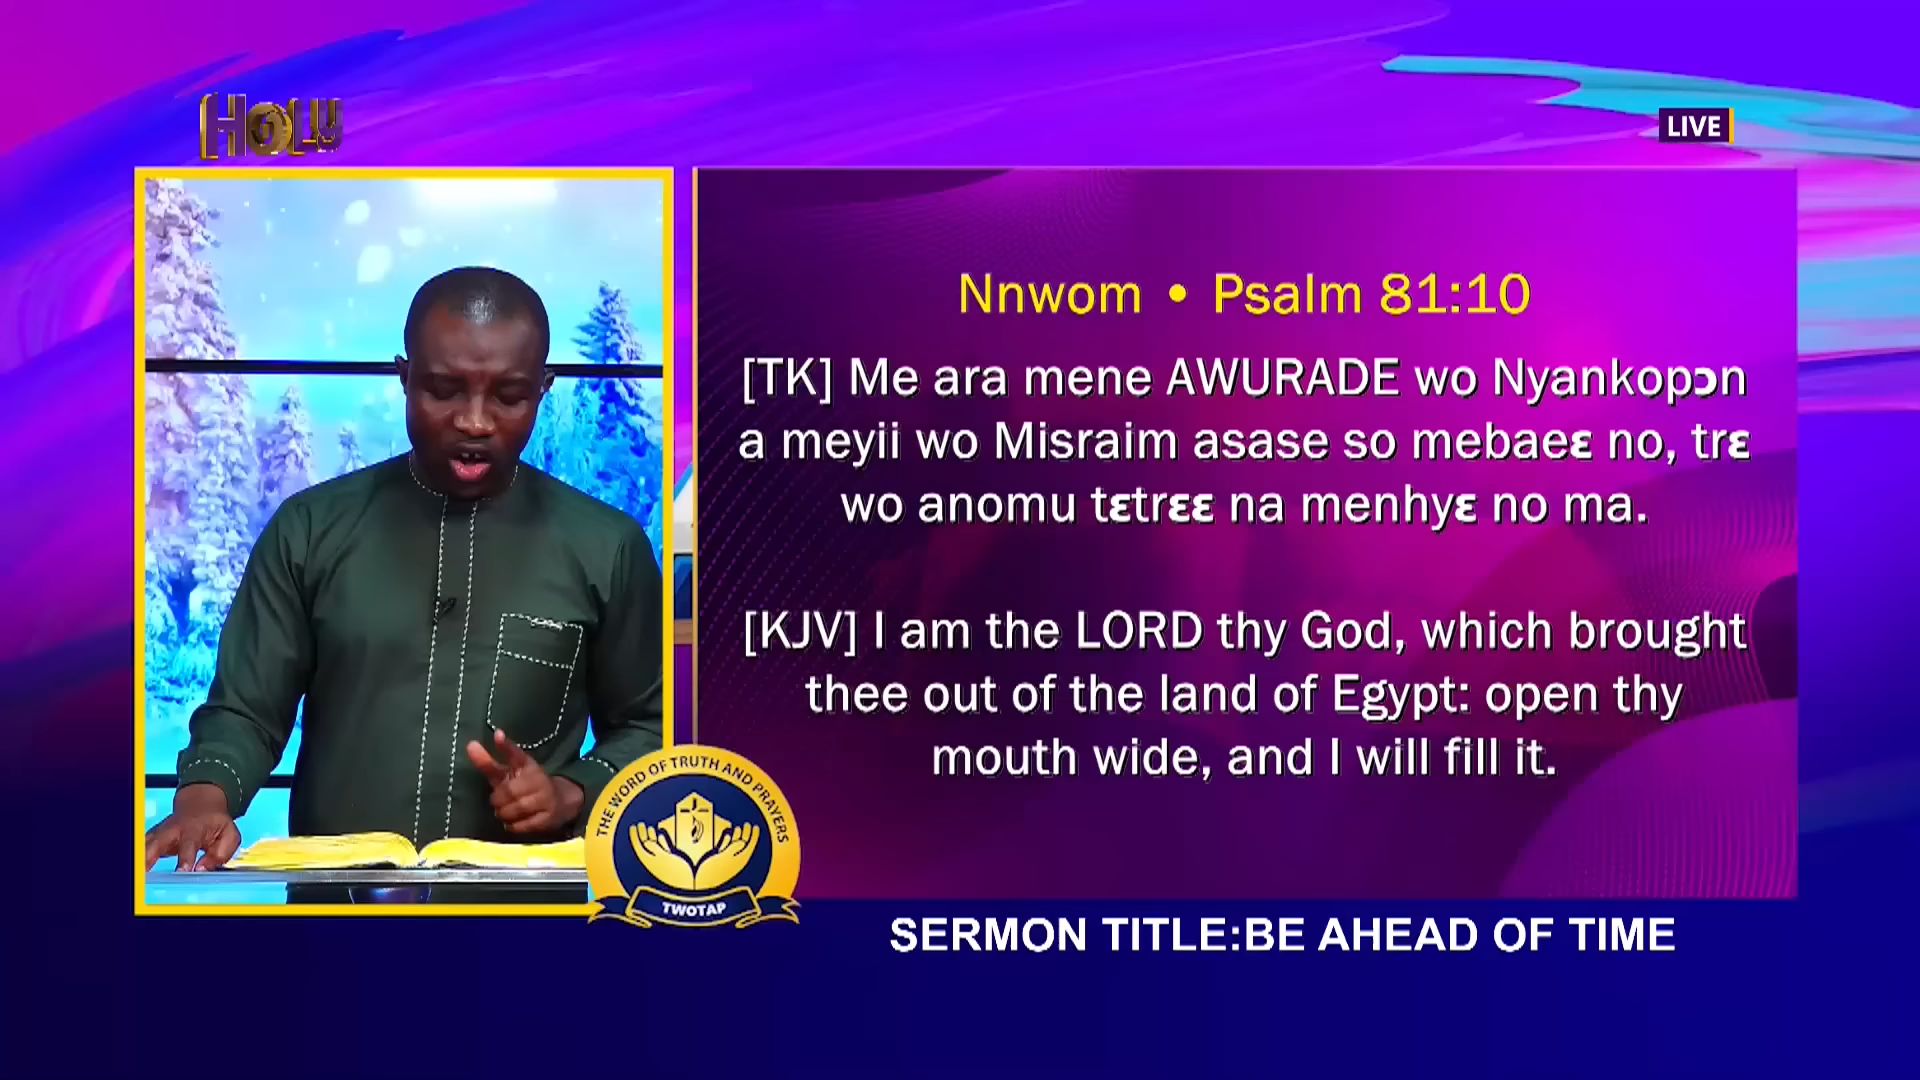 HOLY
LIVE
Nnwom • Psalm 81:10
[TK] Me ara mene AWURADE wo Nyankopɔn
a meyii wo Misraim asase so mebaeɛ no, trɛ
wo anomu tɛtrɛɛ na menhyɛ no ma.
[KJV] I am the LORD thy God, which brought
thee out of the land of Egypt: open thy
mouth wide, and I will fill it.
THE WORD OF TRUTH AND PRAYERS
TWOTAP
SERMON TITLE:BE AHEAD OF TIME